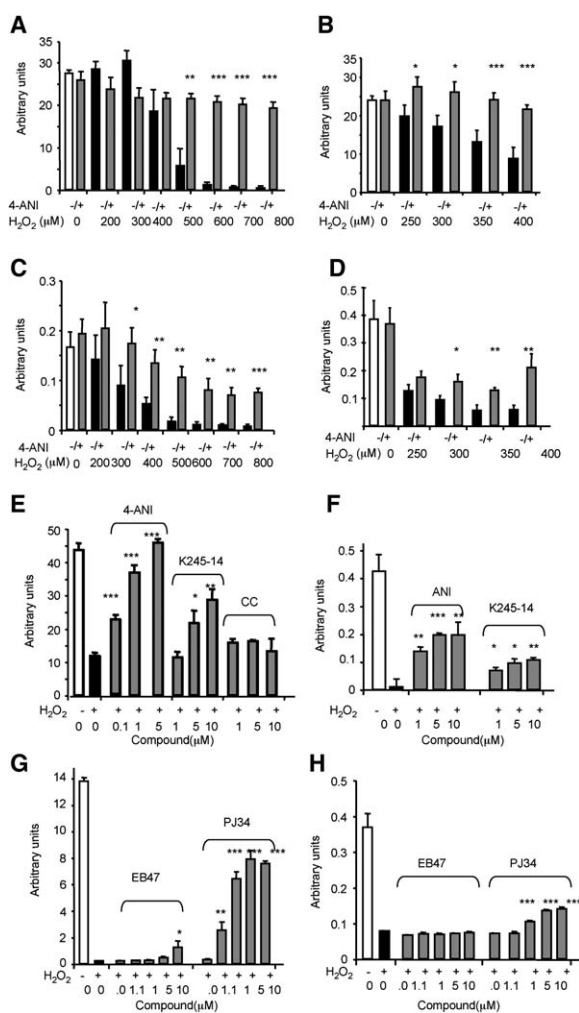 A
Arbitrary units
35
30
20
10
0
** *** *** ***
4-ANI -/+ -/+ -/+ -/+ -/+ -/+ -/+ -/+
H2O2 (μM) 0 200 300 400 500 600 700 800
B
Arbitrary units
35
30
20
10
0
* * *** ***
4-ANI -/+ -/+ -/+ -/+ -/+
H2O2 (μM) 0 250 300 350 400
C
Arbitrary units
0.3
0.2
0.1
0
* ** ** ** ** ***
4-ANI -/+ -/+ -/+ -/+ -/+ -/+ -/+ -/+
H2O2 (μM) 0 200 300 400 500 600 700 800
D
Arbitrary units
0.4
0.3
0.2
0.1
* ** **
4-ANI -/+ -/+ -/+ -/+ -/+
H2O2 (μM) 0 250 300 350 400
E
4-ANI
K245-14
CC
Arbitrary units
50
40
30
20
10
0
*** *** *** * **
H2O2 - + + + + + + + + + +
0 0 0.1 1 5 1 5 10 1 5 10
Compound(μM)
F
ANI
K245-14
Arbitrary units
0.5
0.4
0.3
0.2
0.1
0
** *** ** * * **
H2O2 - + + + + + + +
0 0 1 5 10 1 5 10
Compound(μM)
G
EB47
PJ34
Arbitrary units
14
12
10
8
6
4
2
0
* ** *** *** ***
H2O2 - + + + + + + + + + + +
0 0 .0 1.1 1 5 10 .0 1.1 1 5 10
Compound(μM)
H
EB47
PJ34
Arbitrary units
0.5
0.4
0.3
0.2
0.1
0
*** *** ***
H2O2 - + + + + + + + + + + +
0 0 .0 1.1 1 5 10 .0 1.1 1 5 10
Compound(μM)